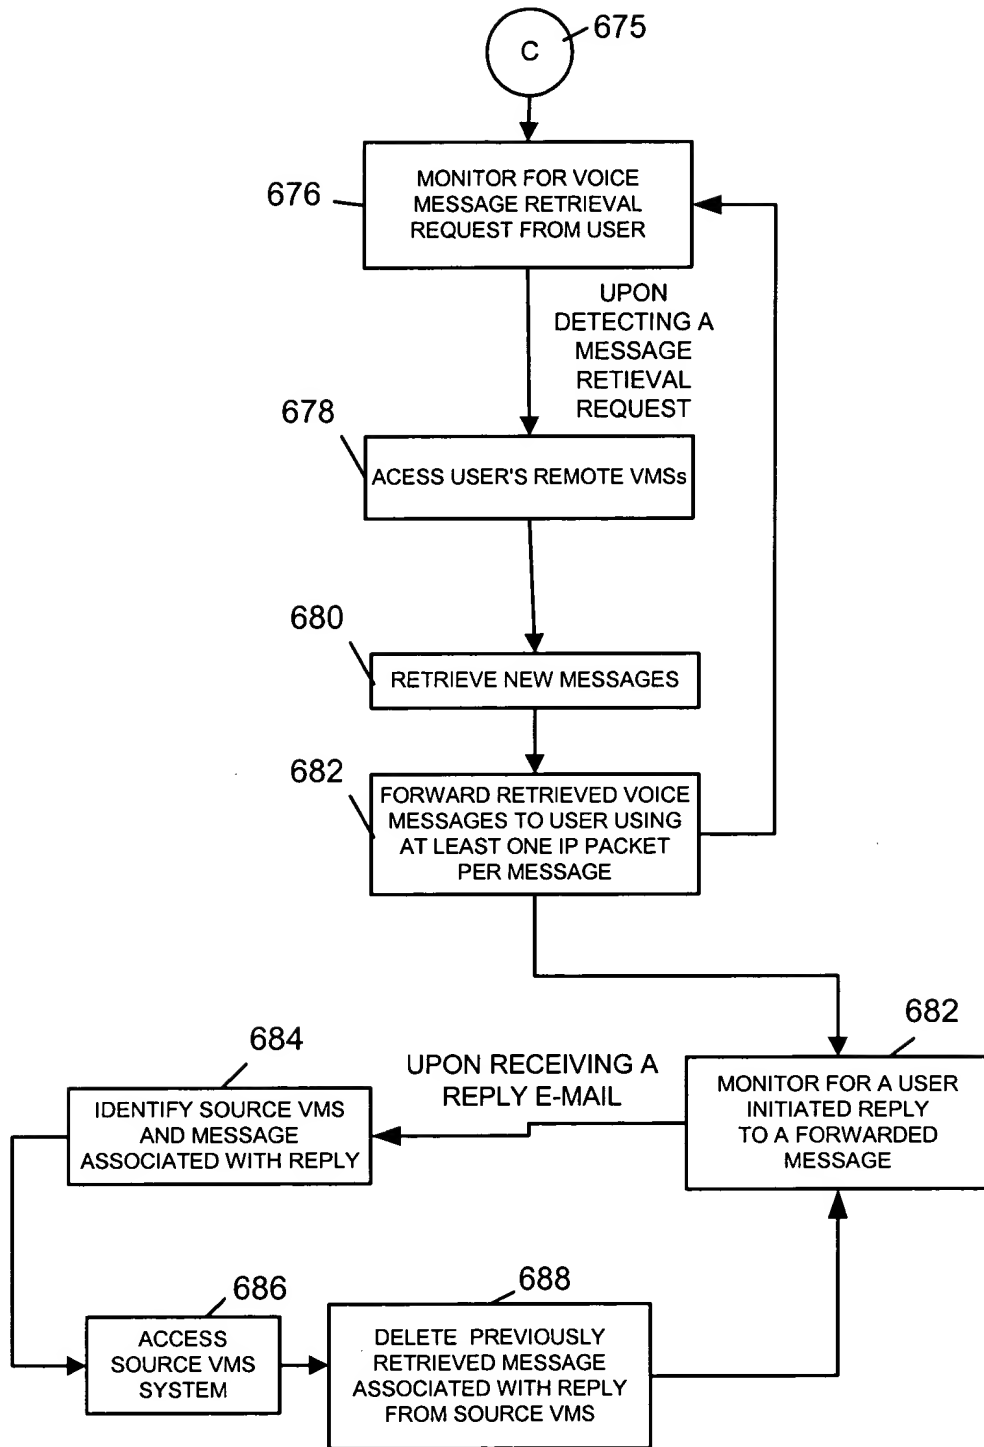 675
C
676
MONITOR FOR VOICE
MESSAGE RETRIEVAL
REQUEST FROM USER
UPON
DETECTING A
MESSAGE
RETIEVAL
REQUEST
678
ACESS USER'S REMOTE VMSs
680
RETRIEVE NEW MESSAGES
682
FORWARD RETRIEVED VOICE
MESSAGES TO USER USING
AT LEAST ONE IP PACKET
PER MESSAGE
682
MONITOR FOR A USER
INITIATED REPLY
TO A FORWARDED
MESSAGE
UPON RECEIVING A
REPLY E-MAIL
684
IDENTIFY SOURCE VMS
AND MESSAGE
ASSOCIATED WITH REPLY
686
ACCESS
SOURCE VMS
SYSTEM
688
DELETE PREVIOUSLY
RETRIEVED MESSAGE
ASSOCIATED WITH REPLY
FROM SOURCE VMS